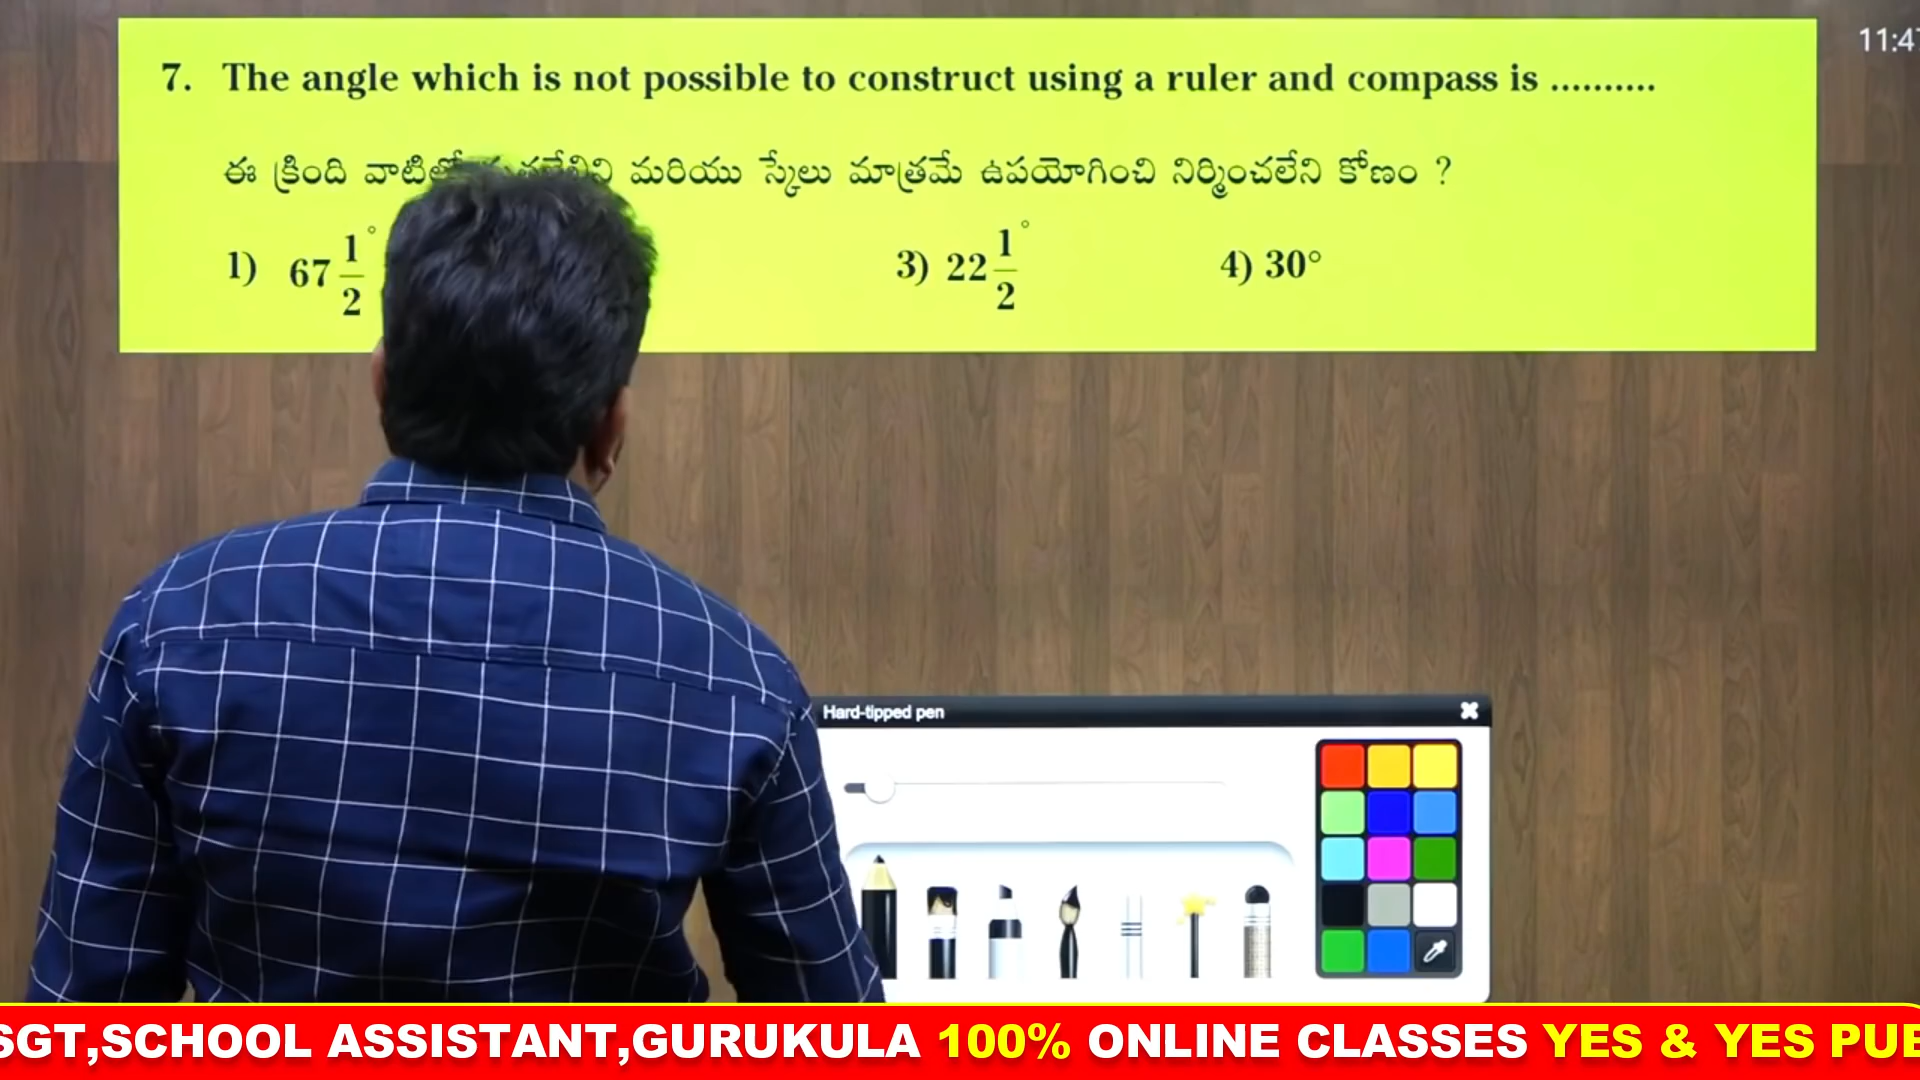 11:4
7. The angle which is not possible to construct using a ruler and compass is ..........
ఈ క్రింది మరియు స్కేలు మాత్రమే ఉపయోగించి నిర్మించలేని కోణం ?
1) 67 1/2° 3) 22 1/2° 4) 30°
Hard-tipped pen
SGT,SCHOOL ASSISTANT,GURUKULA 100% ONLINE CLASSES YES & YES